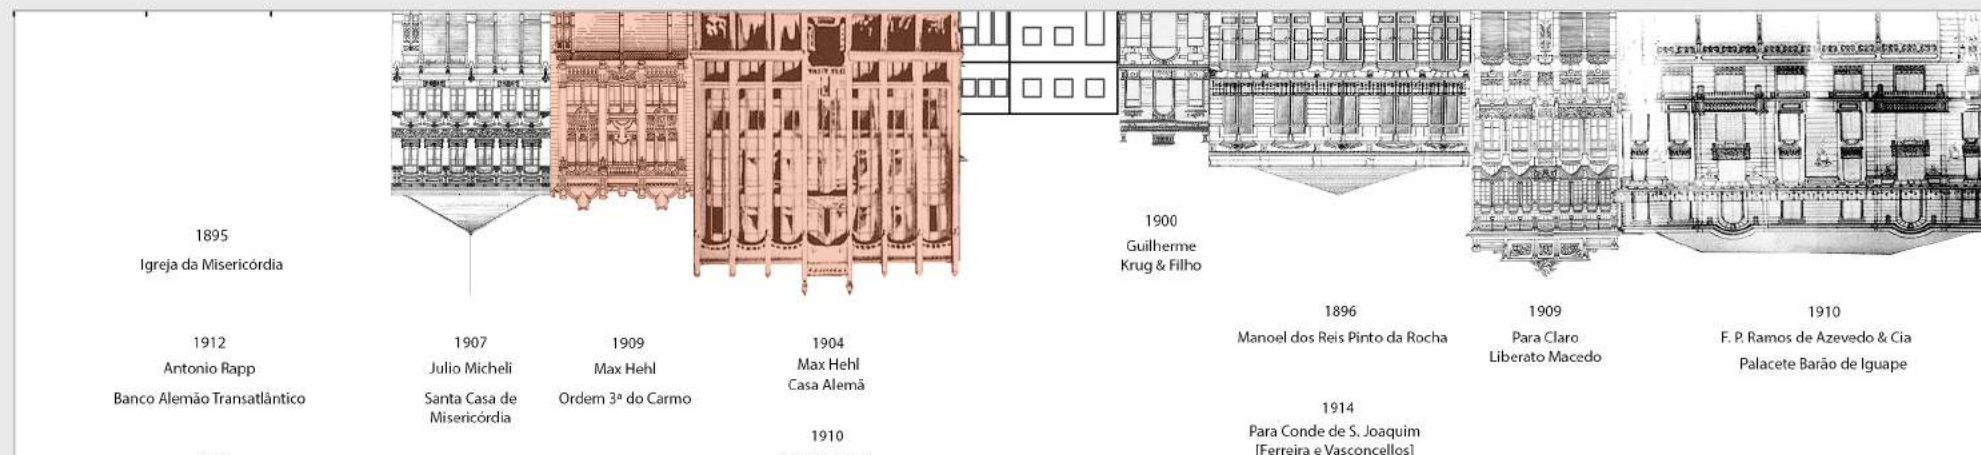 1895
Igreja da Misericórdia
1912
Antonio Rapp
Banco Alemão Transatlântico
1907
Julio Micheli
Santa Casa de
Misericórdia
1909
Max Hehl
Ordem 3ª do Carmo
1904
Max Hehl
Casa Alemã
1910
1900
Guilherme
Krug & Filho
1896
Manoel dos Reis Pinto da Rocha
1914
Para Conde de S. Joaquim
[Ferreira e Vasconcellos]
1909
Para Claro
Liberato Macedo
1910
F. P. Ramos de Azevedo & Cia
Palacete Barão de Iguape